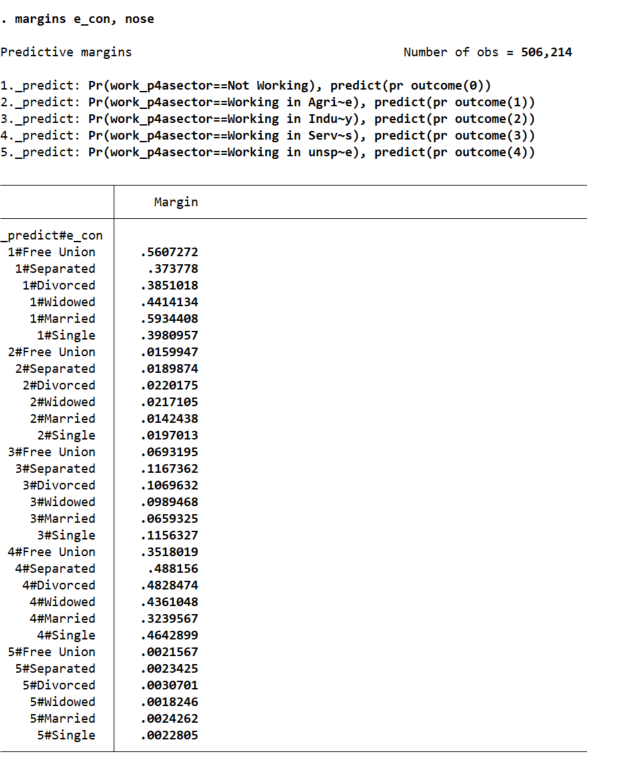 . margins e_con, nose
Predictive margins Number of obs = 506,214
1._predict: Pr(work_p4asector==Not Working), predict(pr outcome(0))
2._predict: Pr(work_p4asector==Working in Agri~e), predict(pr outcome(1))
3._predict: Pr(work_p4asector==Working in Indu~y), predict(pr outcome(2))
4._predict: Pr(work_p4asector==Working in Serv~s), predict(pr outcome(3))
5._predict: Pr(work_p4asector==Working in unsp~e), predict(pr outcome(4))
Margin
_predict#e_con
1#Free Union .5607272
1#Separated .373778
1#Divorced .3851018
1#Widowed .4414134
1#Married .5934408
1#Single .3980957
2#Free Union .0159947
2#Separated .0189874
2#Divorced .0220175
2#Widowed .0217105
2#Married .0142438
2#Single .0197013
3#Free Union .0693195
3#Separated .1167362
3#Divorced .1069632
3#Widowed .0989468
3#Married .0659325
3#Single .1156327
4#Free Union .3518019
4#Separated .488156
4#Divorced .4828474
4#Widowed .4361048
4#Married .3239567
4#Single .4642899
5#Free Union .0021567
5#Separated .0023425
5#Divorced .0030701
5#Widowed .0018246
5#Married .0024262
5#Single .0022805